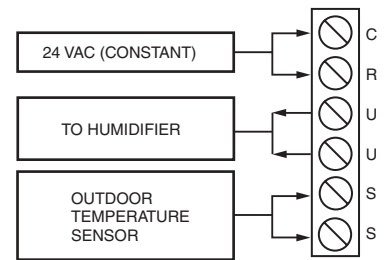 24 VAC (CONSTANT)
C
R
TO HUMIDIFIER
U
U
OUTDOOR
TEMPERATURE
SENSOR
S
S